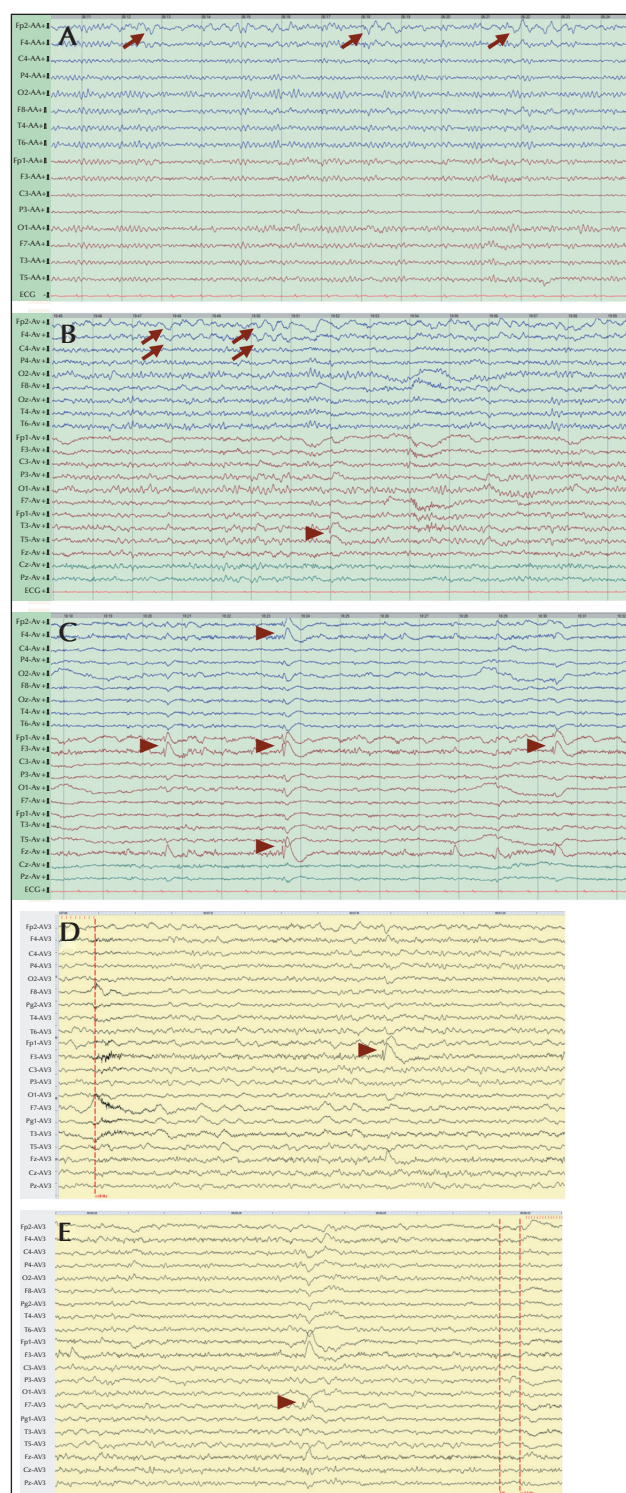 A
Fp2-AA+
F4-AA+
C4-AA+
P4-AA+
O2-AA+
F8-AA+
T4-AA+
T6-AA+
Fp1-AA+
F3-AA+
C3-AA+
P3-AA+
O1-AA+
F7-AA+
T3-AA+
T5-AA+
ECG -
B
Fp2-Av+
F4-Av+
C4-Av+
P4-Av+
O2-Av+
F8-Av+
Oz-Av+
T4-Av+
T6-Av+
Fp1-Av+
F3-Av+
C3-Av+
P3-Av+
O1-Av+
F7-Av+
Fp1-Av+
T3-Av+
T5-Av+
Fz-Av+
Cz-Av+
Pz-Av+
ECG+
C
Fp2-Av+
F4-Av+
C4-Av+
P4-Av+
O2-Av+
F8-Av+
Oz-Av+
T4-Av+
T6-Av+
Fp1-Av+
F3-Av+
C3-Av+
P3-Av+
O1-Av+
F7-Av+
Fp1-Av+
T3-Av+
T5-Av+
Fz-Av+
Cz-Av+
Pz-Av+
ECG+
D
Fp2-AV3
F4-AV3
C4-AV3
P4-AV3
O2-AV3
F8-AV3
Pg2-AV3
T4-AV3
T6-AV3
Fp1-AV3
F3-AV3
C3-AV3
P3-AV3
O1-AV3
F7-AV3
Pg1-AV3
T3-AV3
T5-AV3
Fz-AV3
Cz-AV3
Pz-AV3
E
Fp2-AV3
F4-AV3
C4-AV3
P4-AV3
O2-AV3
F8-AV3
Pg2-AV3
T4-AV3
T6-AV3
Fp1-AV3
F3-AV3
C3-AV3
P3-AV3
O1-AV3
F7-AV3
Pg1-AV3
T3-AV3
T5-AV3
Fz-AV3
Cz-AV3
Pz-AV3